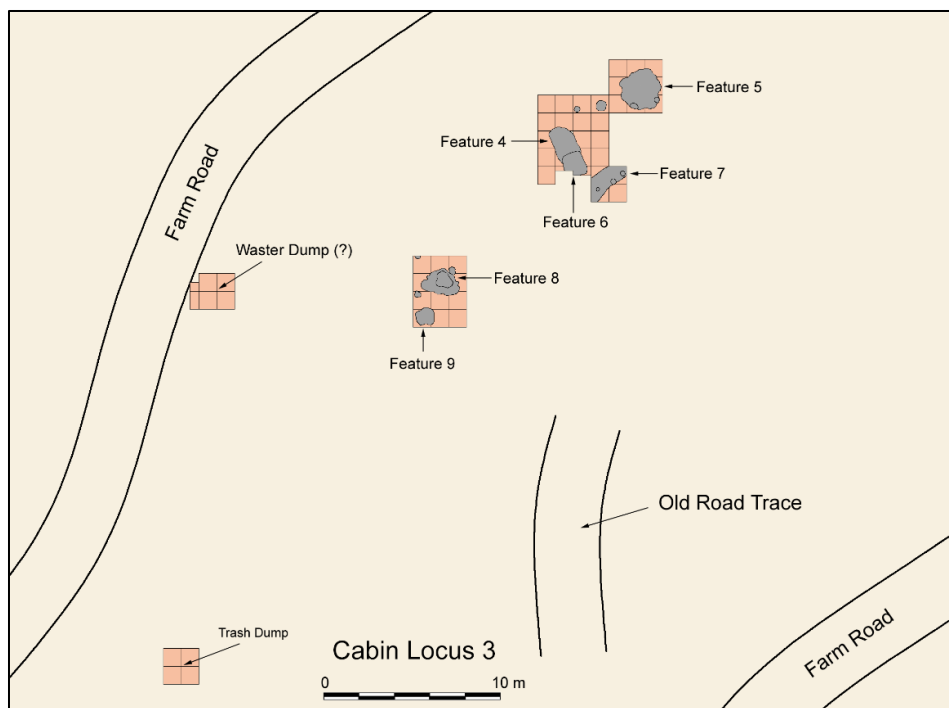 Feature 5
Feature 4
Farm Road
Feature 7
Feature 6
Waster Dump (?)
Feature 8
Feature 9
Old Road Trace
Trash Dump
Cabin Locus 3
Farm Road
0 10 m